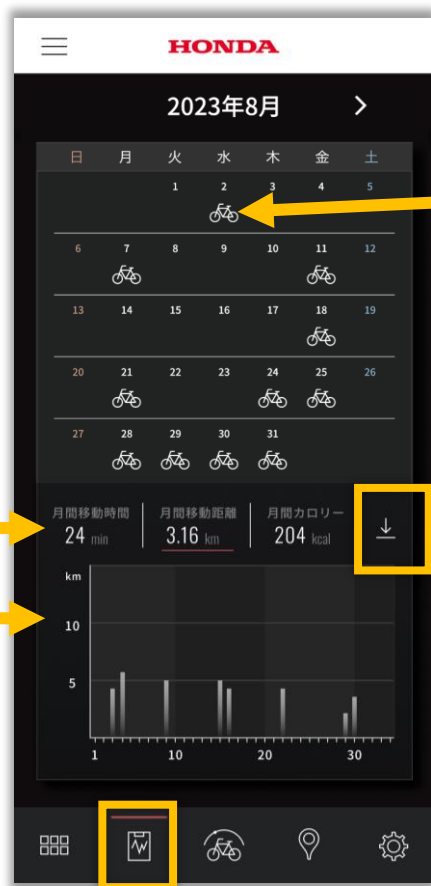 HONDA
2023年8月
日 月 火 水 木 金 土
1 2 3 4 5
6 7 8 9 10 11 12
13 14 15 16 17 18 19
20 21 22 23 24 25 26
27 28 29 30 31
月間移動時間 月間移動距離 月間カロリー
24 min 3.16 km 204 kcal
km
10
5
1 10 20 30